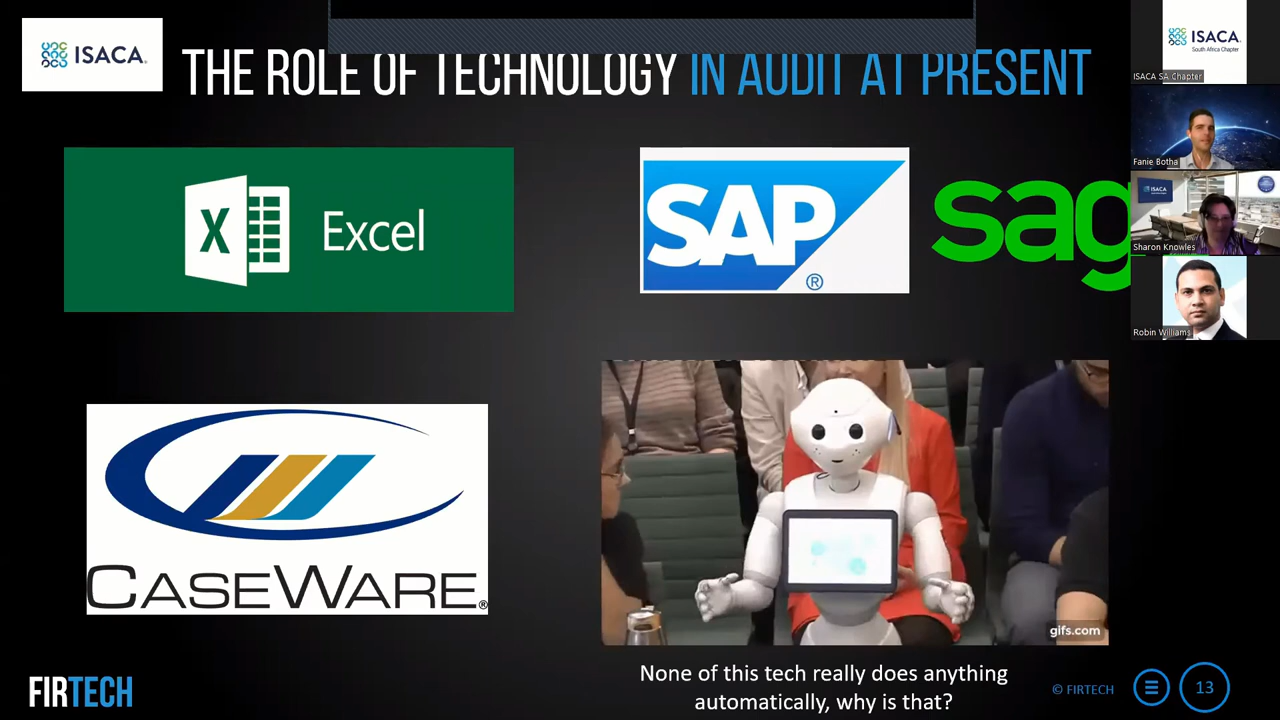 ISACA®
THE ROLE OF TECHNOLOGY IN AUDIT AT PRESENT
ISACA.
South Africa Chapter
ISACA SA Chapter
Fanie Botha
ISACA
Sharon Knowles
Robin Williams
X Excel
SAP®
sag
CASEWARE®
gifs.com
None of this tech really does anything
automatically, why is that?
FIRTECH
© FIRTECH
13